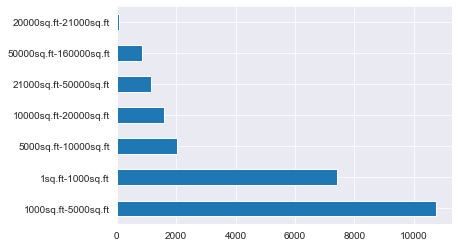 20000sq.ft-21000sq.ft
50000sq.ft-160000sq.ft
21000sq.ft-50000sq.ft
10000sq.ft-20000sq.ft
5000sq.ft-10000sq.ft
1sq.ft-1000sq.ft
1000sq.ft-5000sq.ft
0 2000 4000 6000 8000 10000